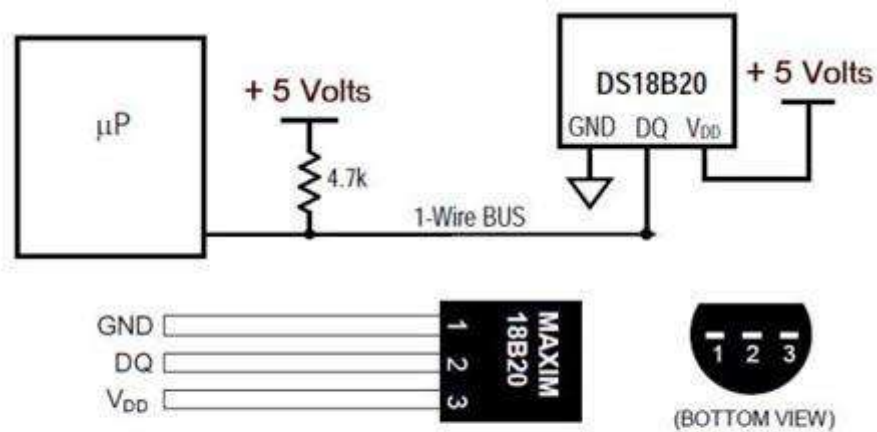 μP
+ 5 Volts
4.7k
1-Wire BUS
DS18B20
GND DQ VDD
+ 5 Volts
GND
DQ
VDD
1
2
3
MAXIM
18B20
1 2 3
(BOTTOM VIEW)